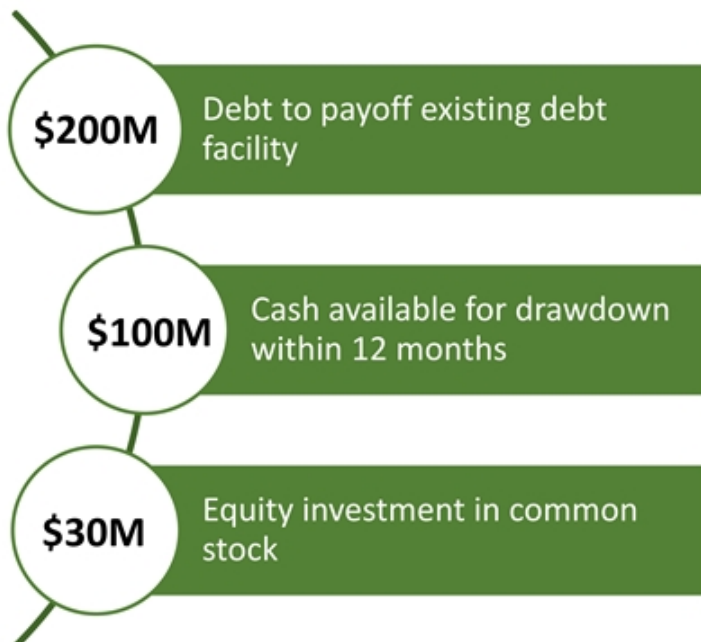 $200M
Debt to payoff existing debt
facility
$100M
Cash available for drawdown
within 12 months
$30M
Equity investment in common
stock